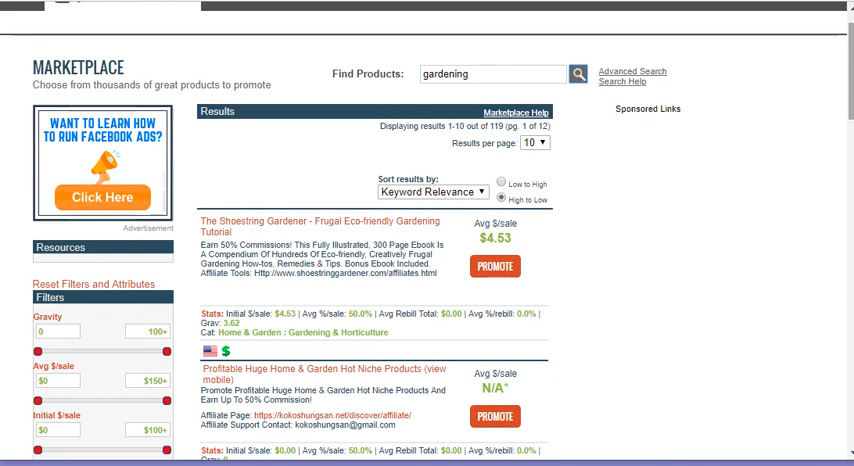 MARKETPLACE
Choose from thousands of great products to promote
Find Products:
gardening
Advanced Search
Search Help
WANT TO LEARN HOW
TO RUN FACEBOOK ADS?
Click Here
Advertisement
Resources
Reset Filters and Attributes
Filters
Gravity
0 100+
Avg $/sale
$0 $150+
Initial $/sale
$0 $100+
Results Marketplace Help
Displaying results 1-10 out of 119 (pg. 1 of 12)
Results per page: 10
Sort results by:
Keyword Relevance
Low to High
High to Low
The Shoestring Gardener - Frugal Eco-friendly Gardening
Tutorial
Earn 50% Commissions! This Fully Illustrated, 300 Page Ebook Is
A Compendium Of Hundreds Of Eco-friendly, Creatively Frugal
Gardening How-tos, Remedies & Tips. Bonus Ebook Included.
Affiliate Tools: Http://www.shoestringgardener.com/affiliates.html
Avg $/sale
$4.53
PROMOTE
Stats: Initial $/sale: $4.53 | Avg %/sale: 50.0% | Avg Rebill Total: $0.00 | Avg %/rebill: 0.0% |
Grav: 3.62
Cat: Home & Garden : Gardening & Horticulture
$
Profitable Huge Home & Garden Hot Niche Products (view
mobile)
Promote Profitable Huge Home & Garden Hot Niche Products And
Earn Up To 50% Commission!
Affiliate Page: https://kokoshungsan.net/discover/affiliate/
Affiliate Support Contact: kokoshungsan@gmail.com
Avg $/sale
N/A*
PROMOTE
Stats: Initial $/sale: $0.00 | Avg %/sale: 50.0% | Avg Rebill Total: $0.00 | Avg %/rebill: 0.0% |
Sponsored Links